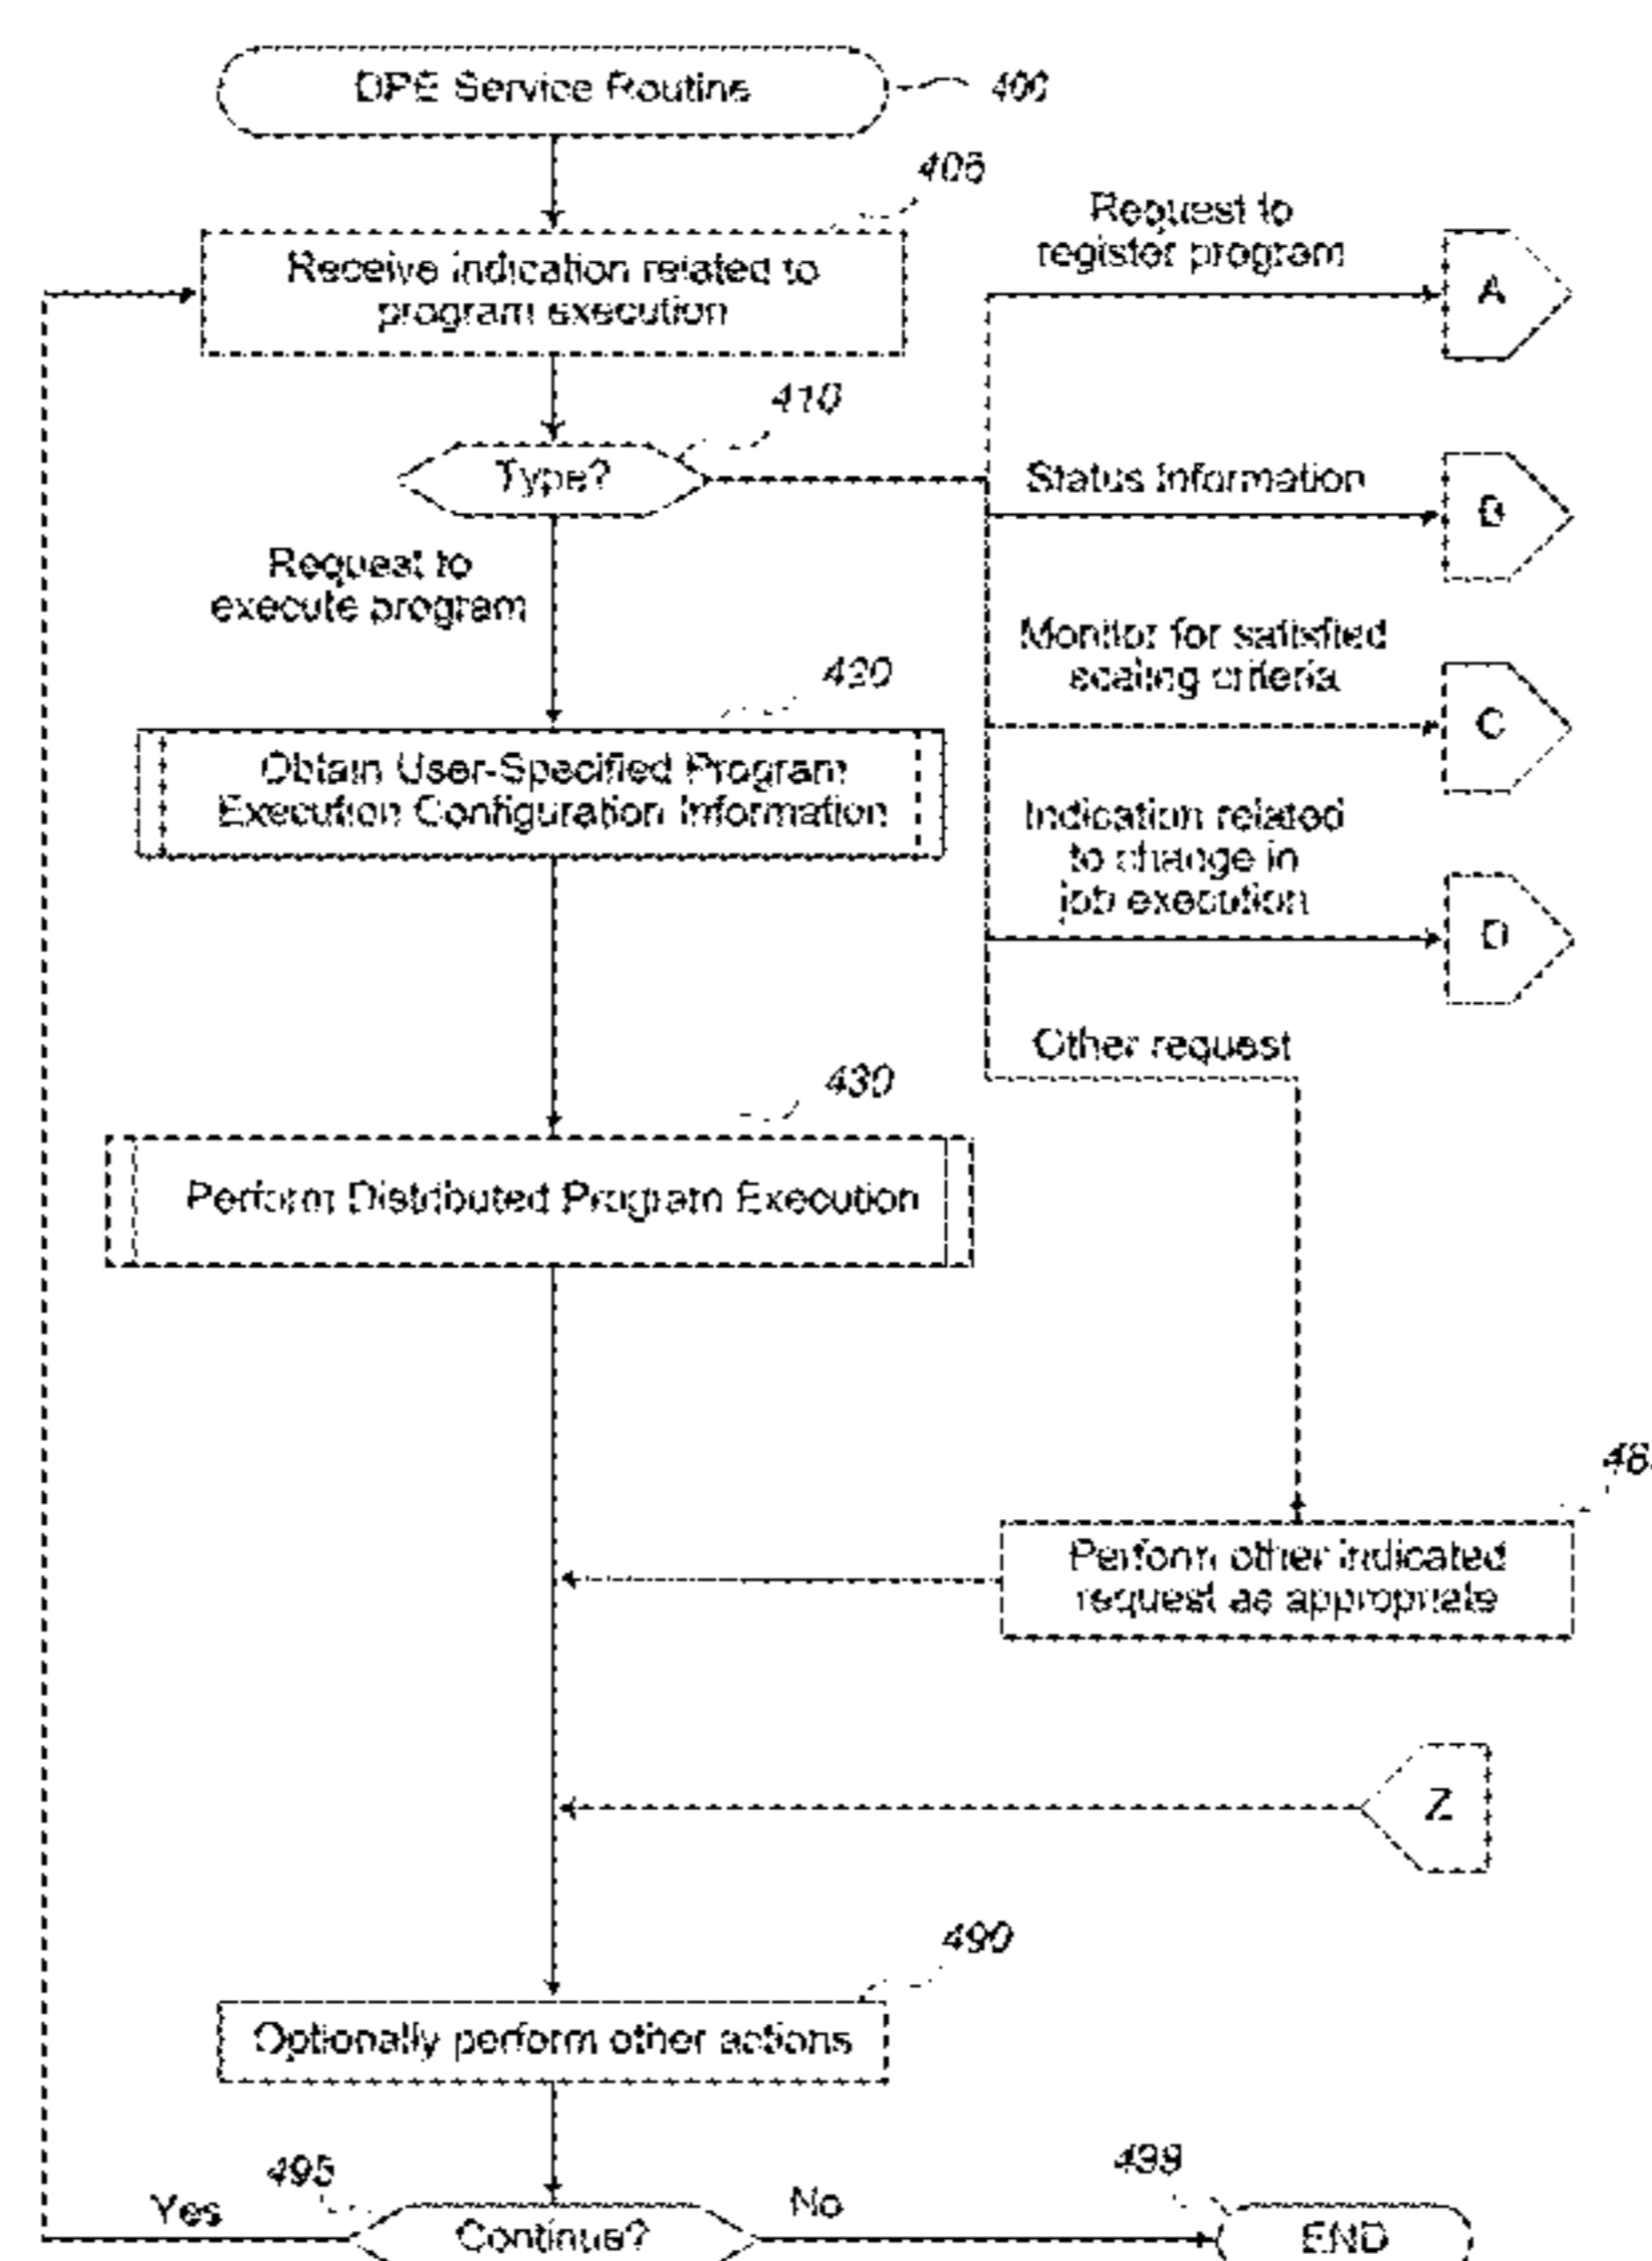 DPE Service Routine
400
405
Receive indication related to
program execution
Request to
register program
A
410
Type?
Status Information
B
Request to
execute program
Monitor for satisfied
scaling criteria
C
420
Obtain User-Specified Program
Execution Configuration Information
Indication related
to change in
job execution
D
Other request
430
Perform Distributed Program Execution
Perform other indicated
request as appropriate
Z
490
Optionally perform other actions
495
Yes
Continue?
No
499
END